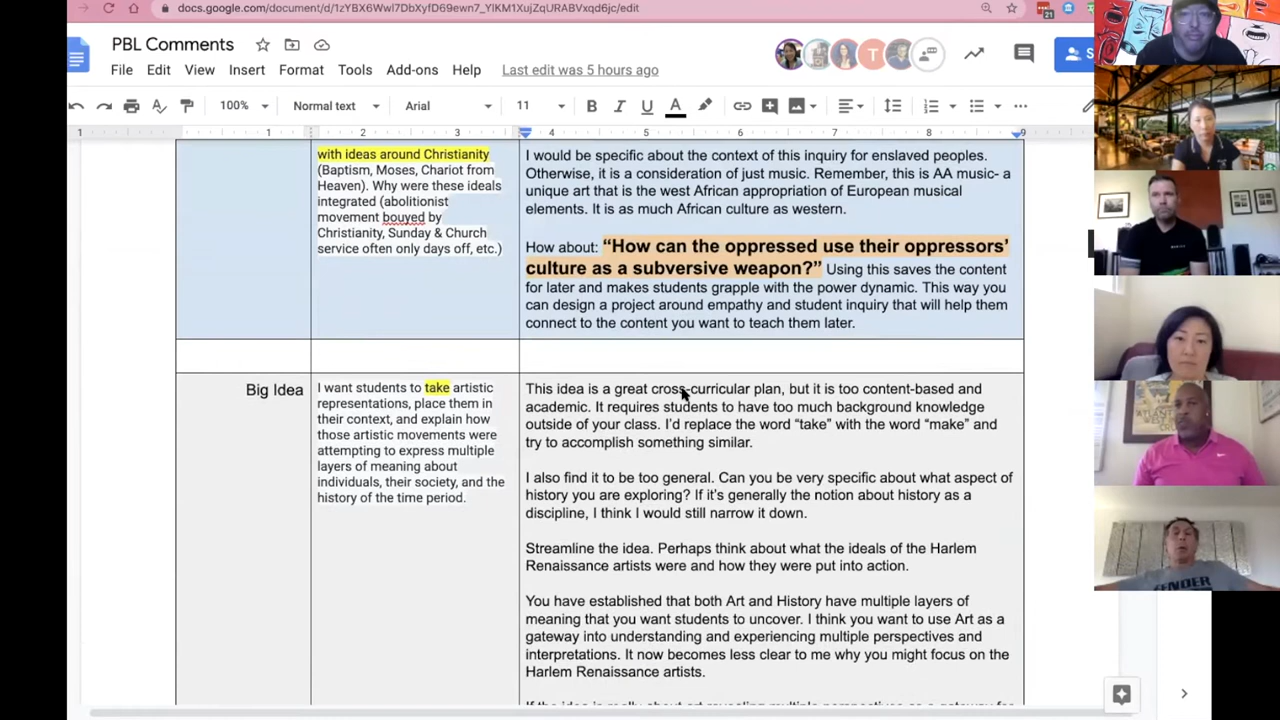 docs.google.com/document/d/1zYBX6Wwl7DbXyfD69ewn7_YlKM1XujZqURABVxqd6jc/edit
21
PBL Comments
File Edit View Insert Format Tools Add-ons Help Last edit was 5 hours ago
T
S
100% Normal text Arial 11 B I U A
1 1 2 3 4 5 6 7 8 9
with ideas around Christianity
(Baptism, Moses, Chariot from
Heaven). Why were these ideals
integrated (abolitionist
movement bouyed by
Christianity, Sunday & Church
service often only days off, etc.)
I would be specific about the context of this inquiry for enslaved peoples.
Otherwise, it is a consideration of just music. Remember, this is AA music- a
unique art that is the west African appropriation of European musical
elements. It is as much African culture as western.
How about: “How can the oppressed use their oppressors’
culture as a subversive weapon?” Using this saves the content
for later and makes students grapple with the power dynamic. This way you
can design a project around empathy and student inquiry that will help them
connect to the content you want to teach them later.
Big Idea
I want students to take artistic
representations, place them in
their context, and explain how
those artistic movements were
attempting to express multiple
layers of meaning about
individuals, their society, and the
history of the time period.
This idea is a great cross-curricular plan, but it is too content-based and
academic. It requires students to have too much background knowledge
outside of your class. I’d replace the word “take” with the word “make” and
try to accomplish something similar.
I also find it to be too general. Can you be very specific about what aspect of
history you are exploring? If it’s generally the notion about history as a
discipline, I think I would still narrow it down.
Streamline the idea. Perhaps think about what the ideals of the Harlem
Renaissance artists were and how they were put into action.
You have established that both Art and History have multiple layers of
meaning that you want students to uncover. I think you want to use Art as a
gateway into understanding and experiencing multiple perspectives and
interpretations. It now becomes less clear to me why you might focus on the
Harlem Renaissance artists.